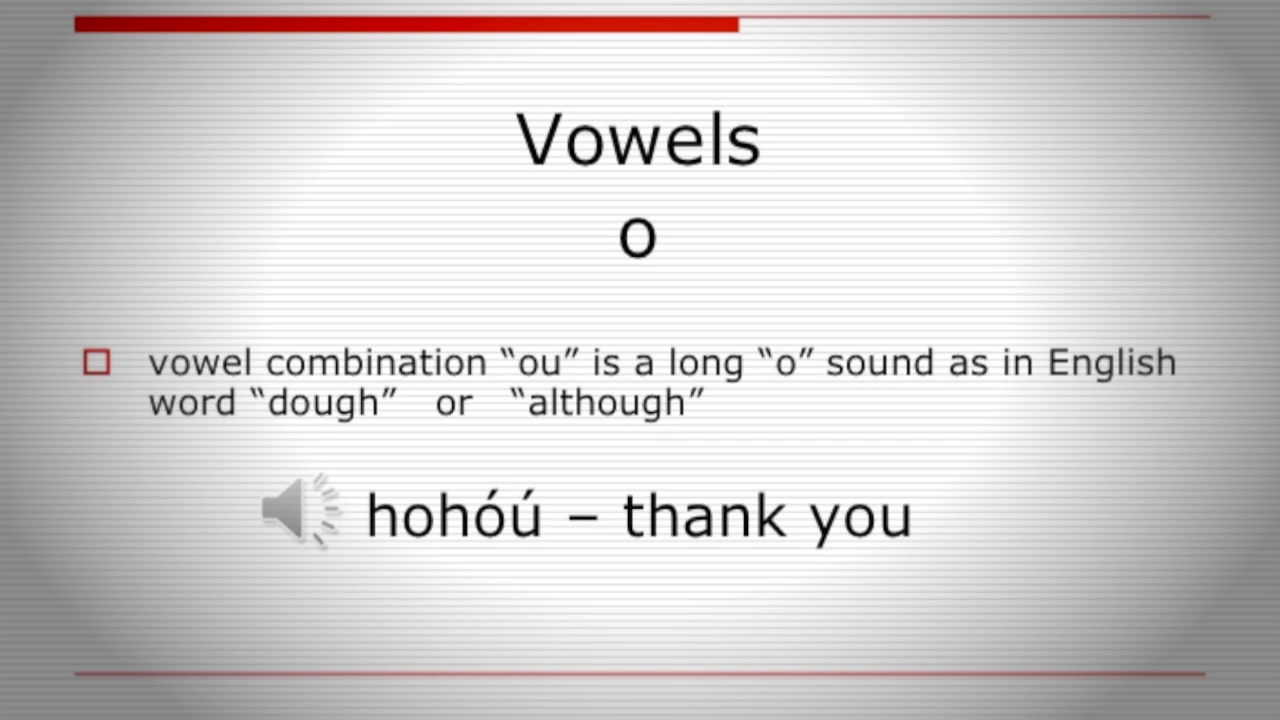 Vowels
o
vowel combination “ou” is a long “o” sound as in English
word “dough” or “although”
hohóú – thank you